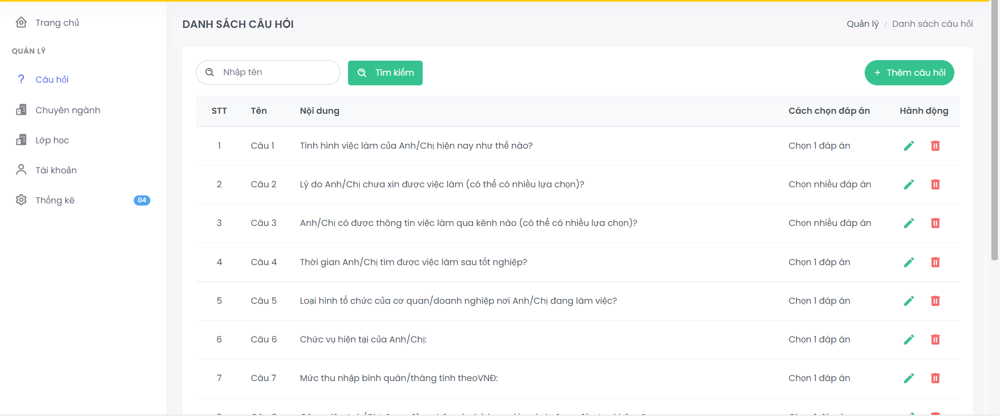 Trang chủ
QUẢN LÝ
Câu hỏi
Chuyên ngành
Lớp học
Tài khoản
Thống kê 04
DANH SÁCH CÂU HỎI
Quản lý / Danh sách câu hỏi
Nhập tên
Tìm kiếm
+ Thêm câu hỏi
STT Tên Nội dung Cách chọn đáp án Hành động
1 Câu 1 Tình hình việc làm của Anh/Chị hiện nay như thế nào? Chọn 1 đáp án
2 Câu 2 Lý do Anh/Chị chưa xin được việc làm (có thể có nhiều lựa chọn)? Chọn nhiều đáp án
3 Câu 3 Anh/Chị có được thông tin việc làm qua kênh nào (có thể có nhiều lựa chọn)? Chọn nhiều đáp án
4 Câu 4 Thời gian Anh/Chị tìm được việc làm sau tốt nghiệp? Chọn 1 đáp án
5 Câu 5 Loại hình tổ chức của cơ quan/doanh nghiệp nơi Anh/Chị đang làm việc? Chọn 1 đáp án
6 Câu 6 Chức vụ hiện tại của Anh/Chị: Chọn 1 đáp án
7 Câu 7 Mức thu nhập bình quân/tháng tính theoVNĐ: Chọn 1 đáp án